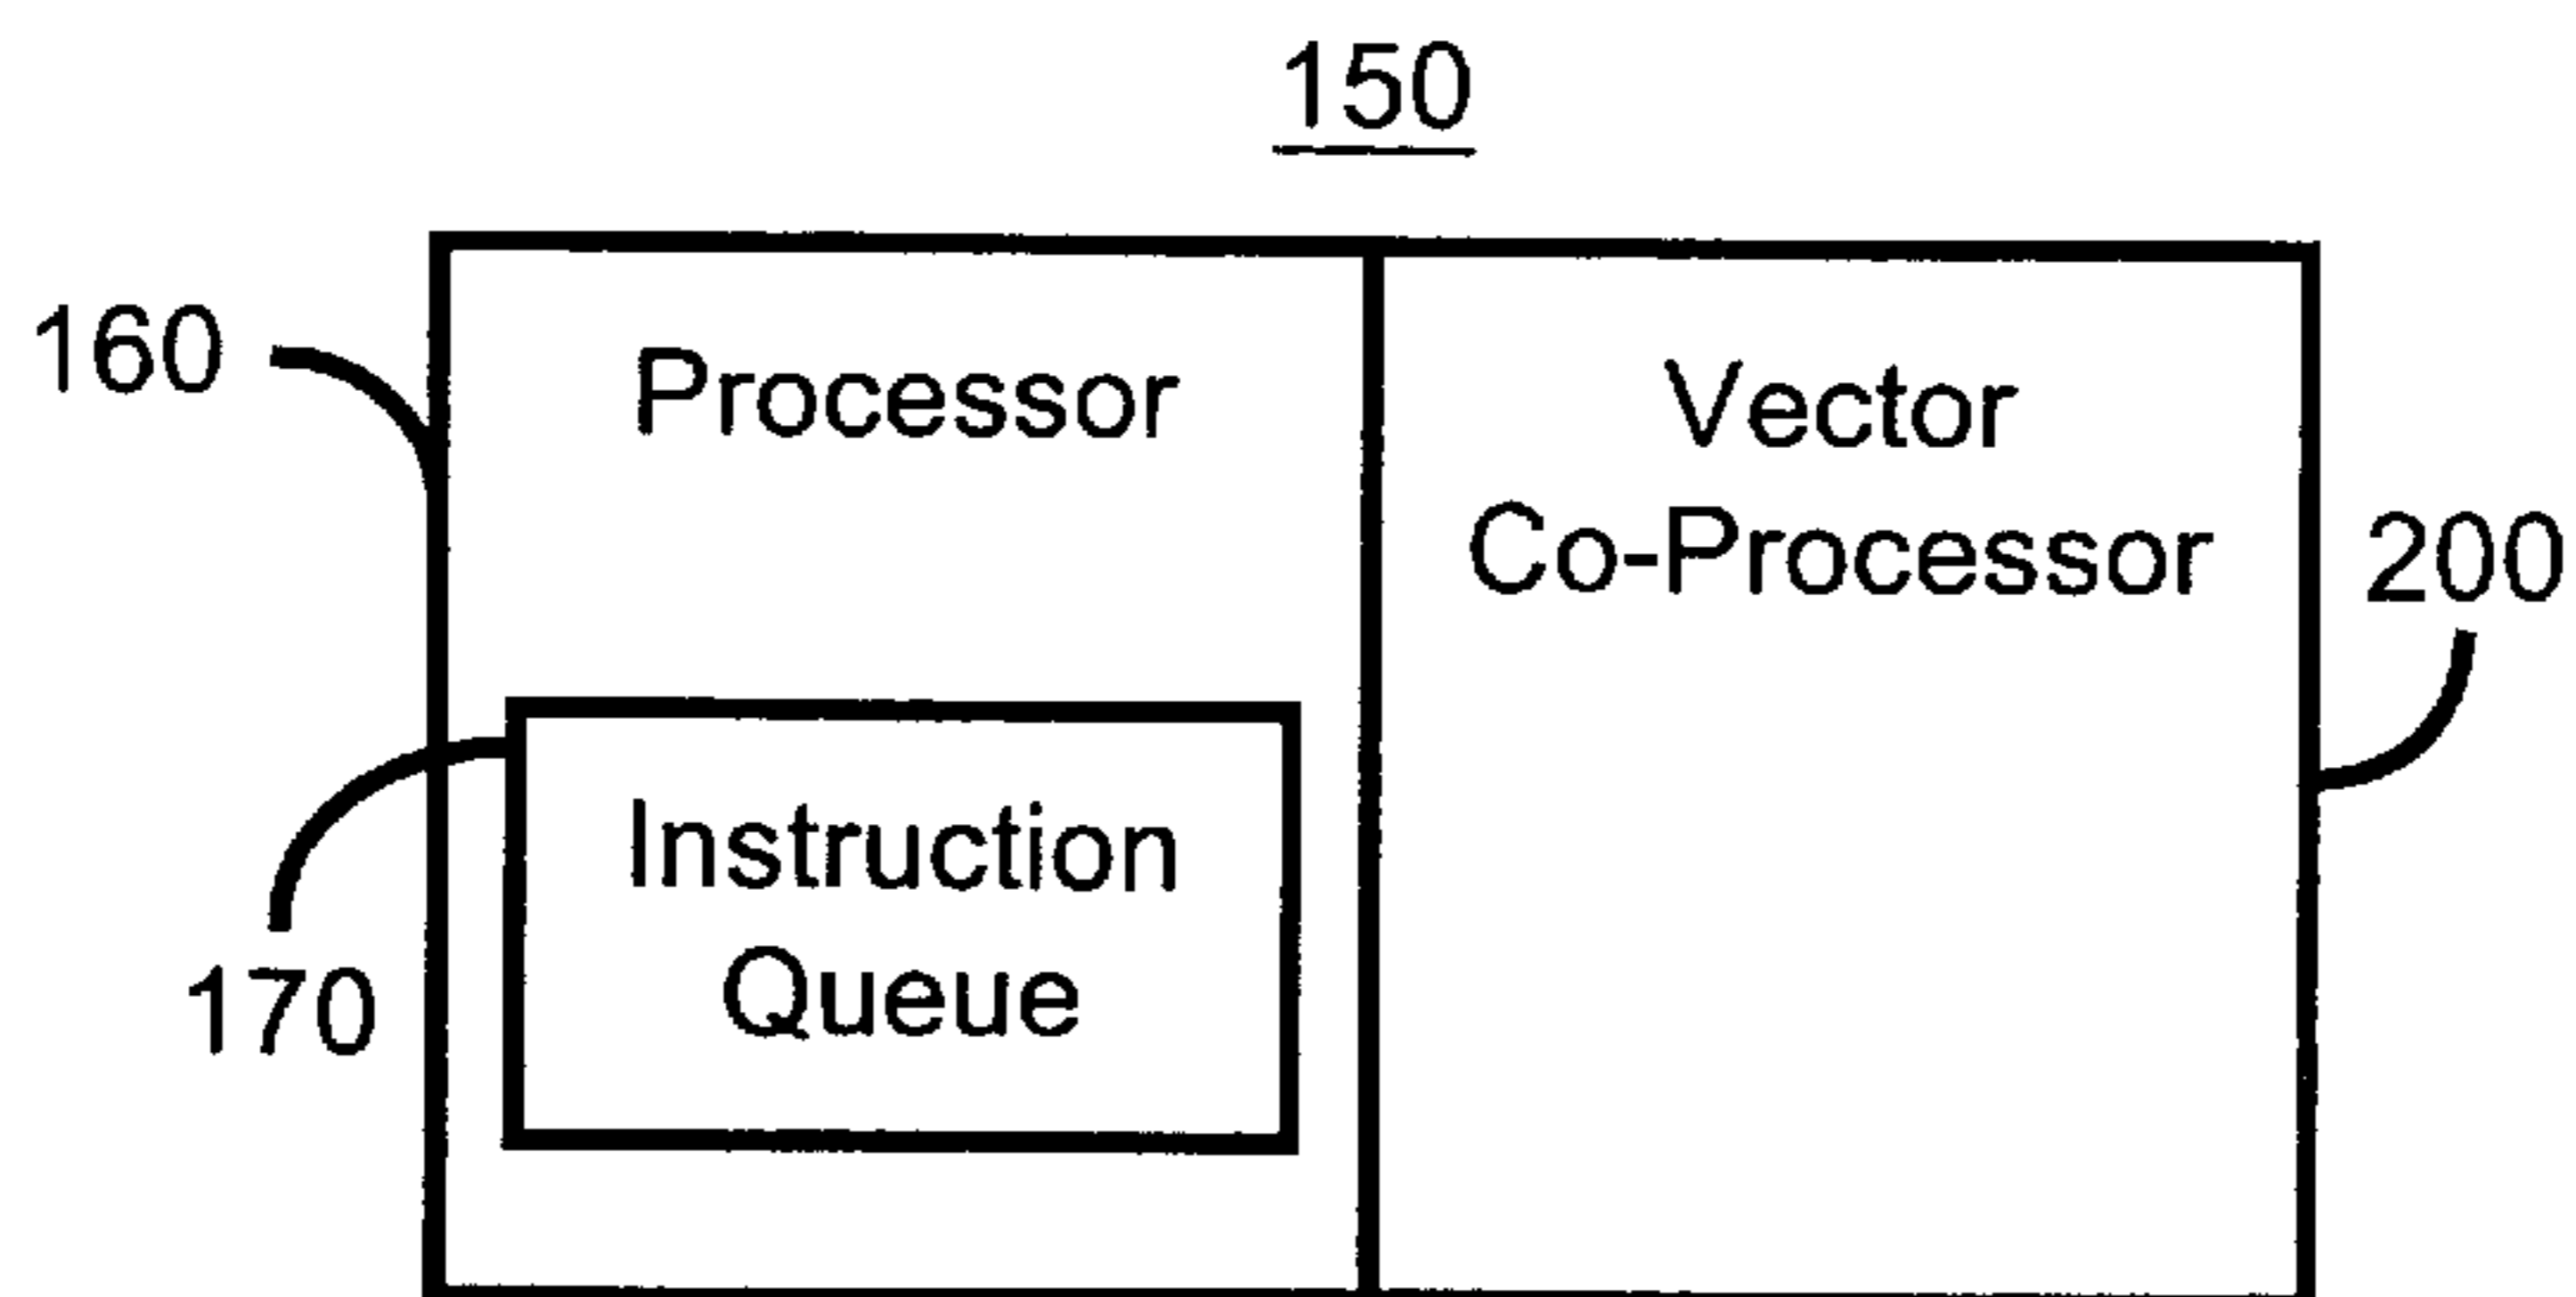 150
160
Processor
Vector
Co-Processor
200
Instruction
Queue
170